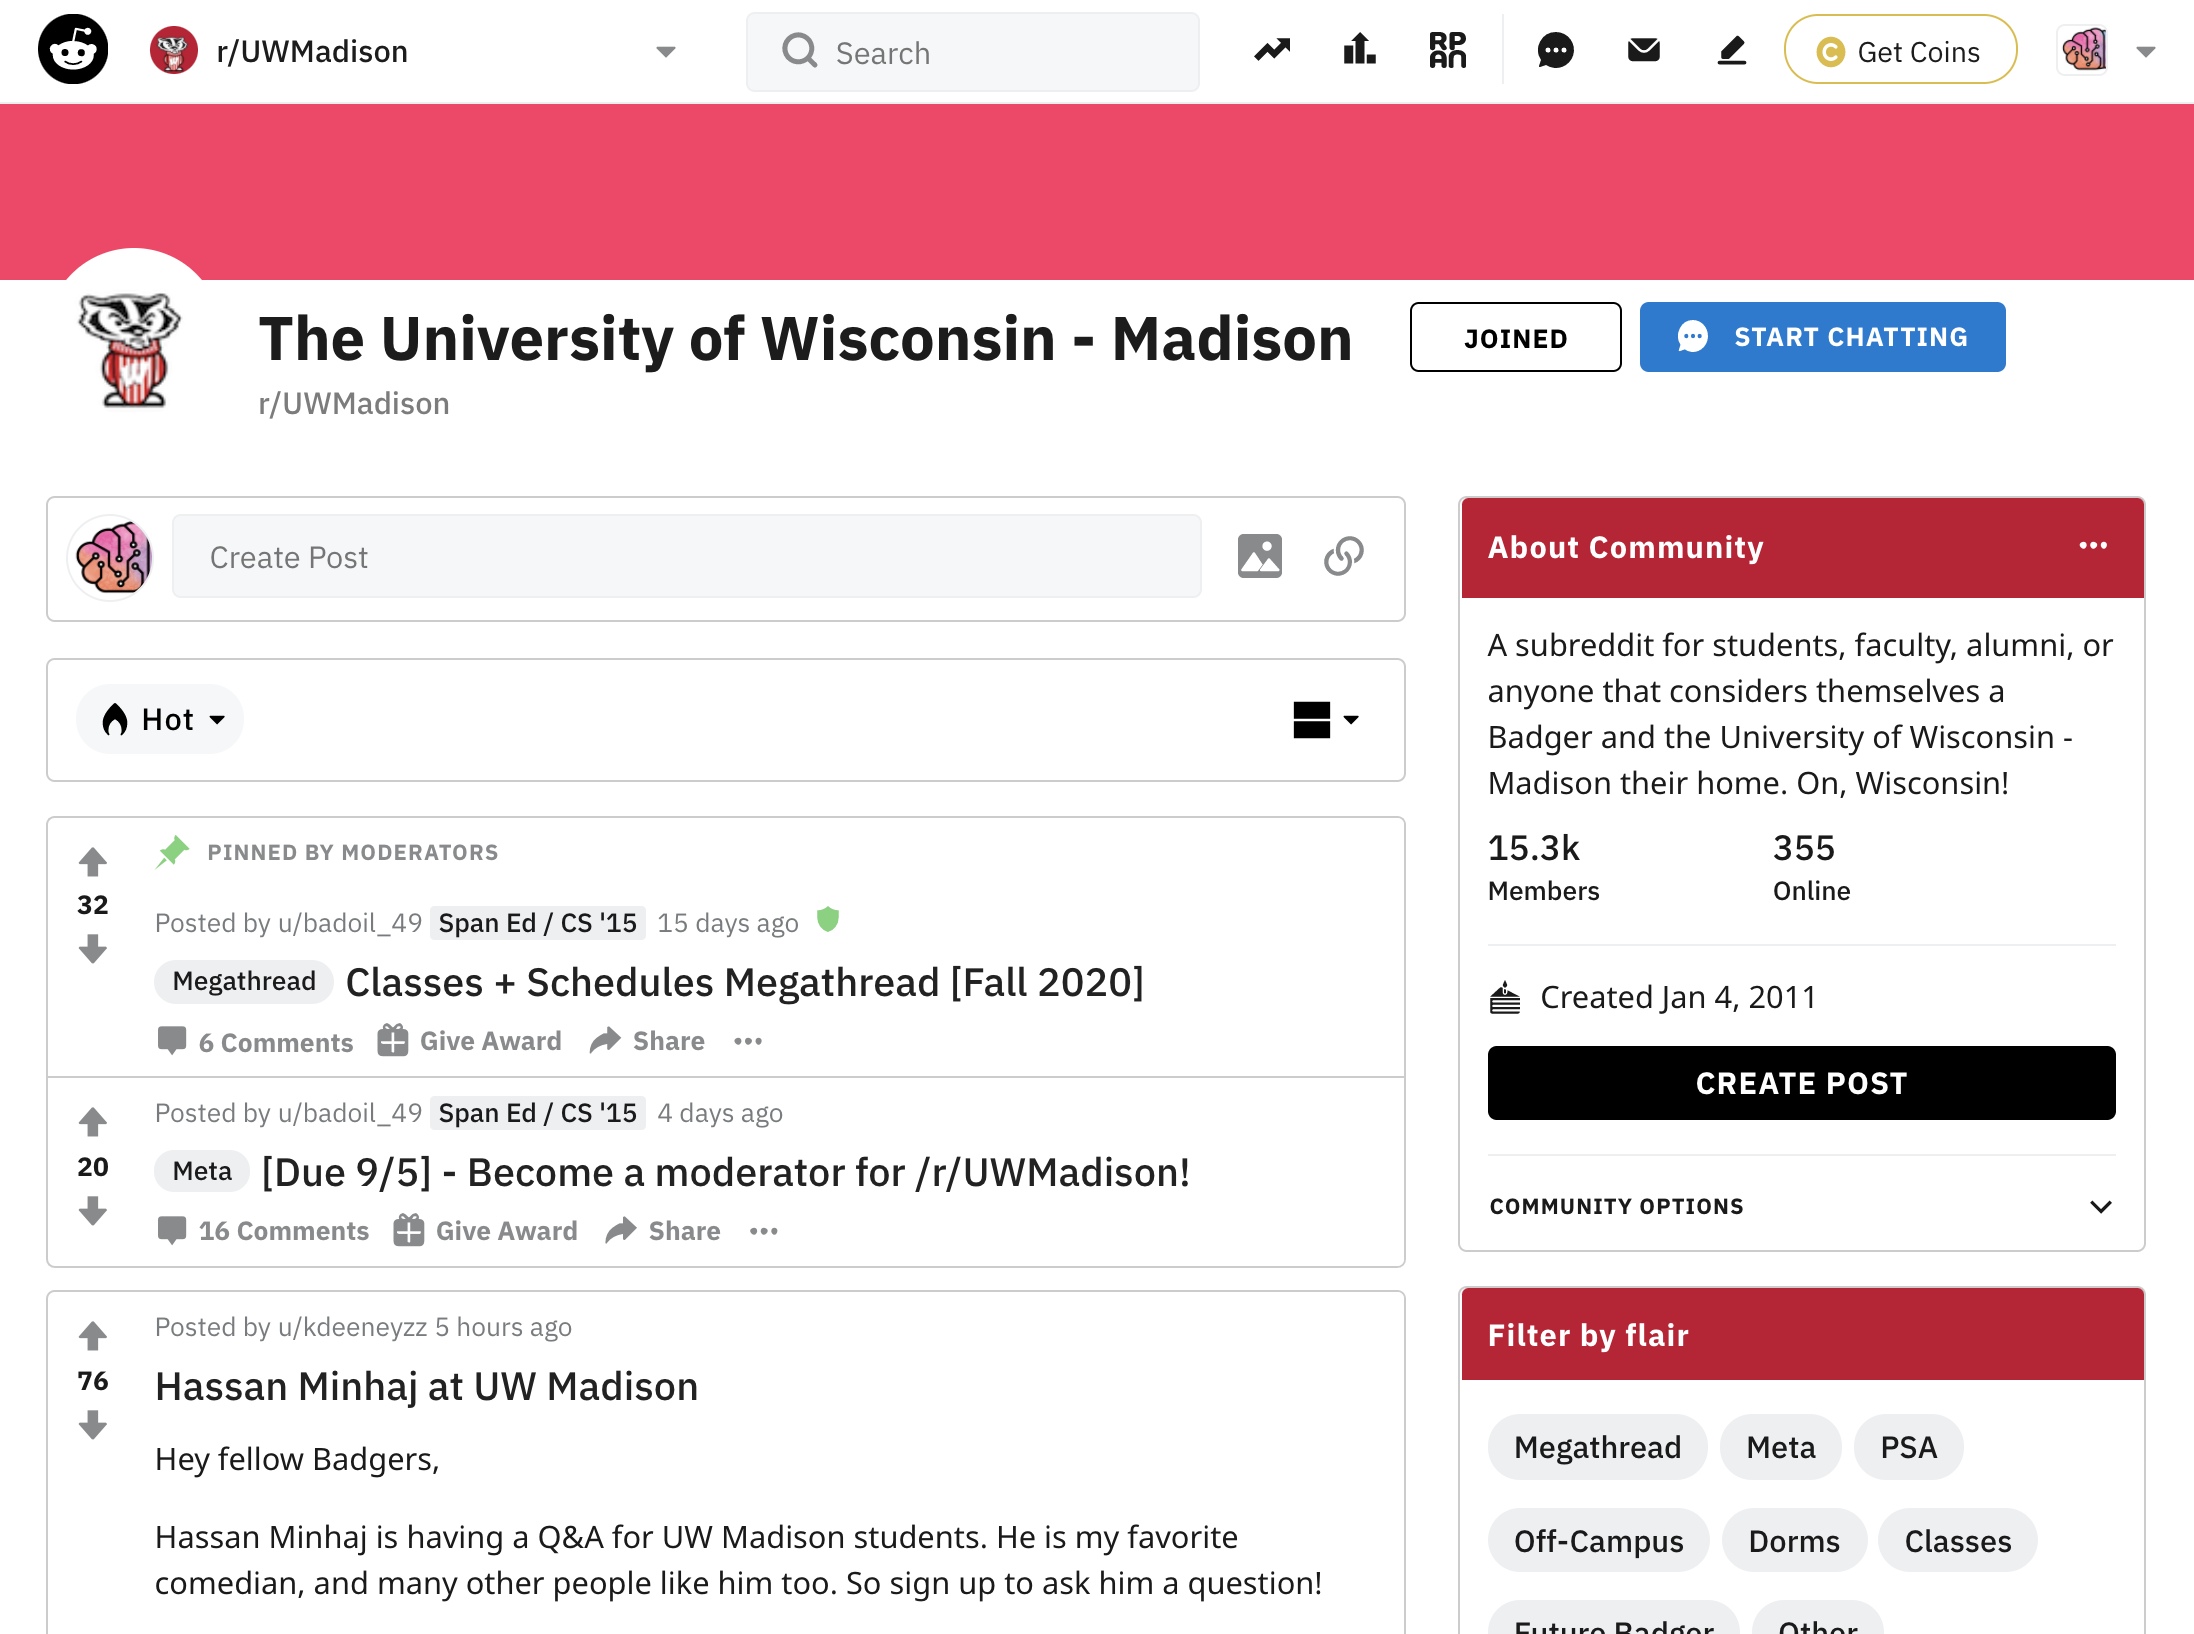 r/UWMadison
Search
RPAN
Get Coins
The University of Wisconsin - Madison
r/UWMadison
JOINED
START CHATTING
Create Post
Hot
PINNED BY MODERATORS
32
Posted by u/badoil_49 Span Ed / CS '15 15 days ago
Megathread Classes + Schedules Megathread [Fall 2020]
6 Comments Give Award Share
Posted by u/badoil_49 Span Ed / CS '15 4 days ago
20
Meta [Due 9/5] - Become a moderator for /r/UWMadison!
16 Comments Give Award Share
Posted by u/kdeeneyzz 5 hours ago
76
Hassan Minhaj at UW Madison
Hey fellow Badgers,
Hassan Minhaj is having a Q&A for UW Madison students. He is my favorite
comedian, and many other people like him too. So sign up to ask him a question!
About Community
A subreddit for students, faculty, alumni, or
anyone that considers themselves a
Badger and the University of Wisconsin -
Madison their home. On, Wisconsin!
15.3k 355
Members Online
Created Jan 4, 2011
CREATE POST
COMMUNITY OPTIONS
Filter by flair
Megathread Meta PSA
Off-Campus Dorms Classes
Future Badger Other